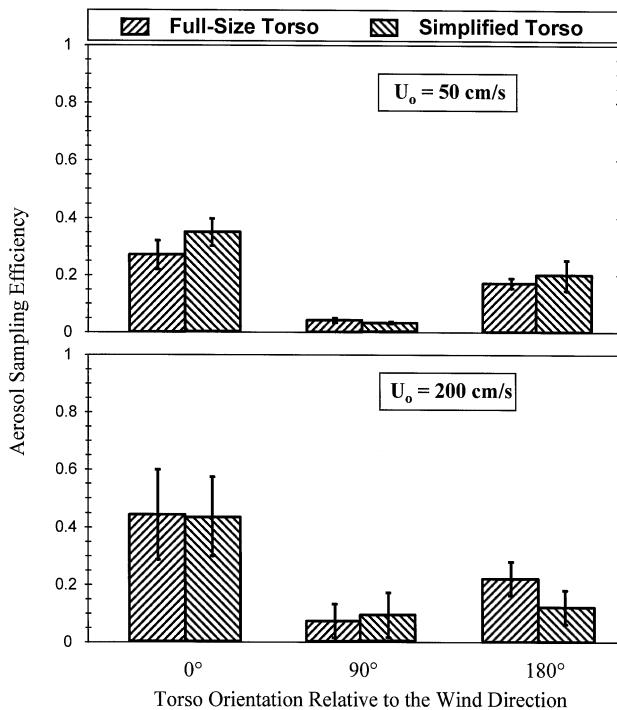 Full-Size Torso Simplified Torso
1
U₀ = 50 cm/s
0.8
0.6
0.4
0.2
0
1
U₀ = 200 cm/s
0.8
0.6
0.4
0.2
0
Aerosol Sampling Efficiency
0° 90° 180°
Torso Orientation Relative to the Wind Direction